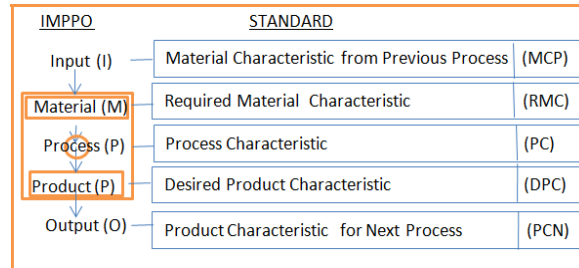 IMPPO STANDARD
Input (I) Material Characteristic from Previous Process (MCP)
Material (M) Required Material Characteristic (RMC)
Process (P) Process Characteristic (PC)
Product (P) Desired Product Characteristic (DPC)
Output (O) Product Characteristic for Next Process (PCN)